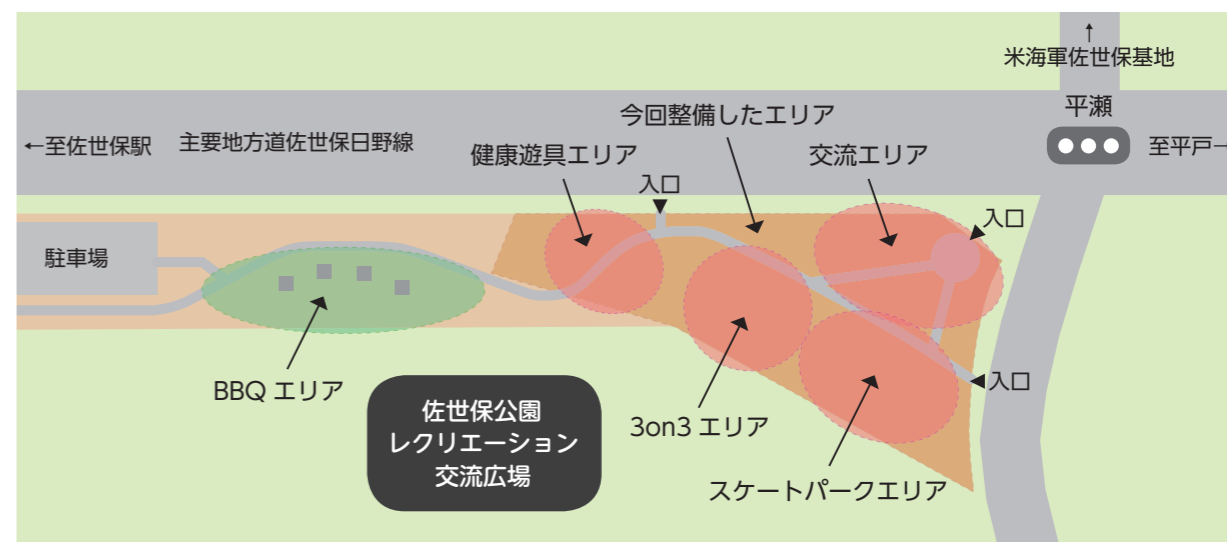 ↑
米海軍佐世保基地
平瀬
今回整備したエリア
←至佐世保駅
主要地方道佐世保日野線
健康遊具エリア
交流エリア
至平戸→
入口
入口
駐車場
入口
BBQ エリア
佐世保公園
レクリエーション
交流広場
3on3 エリア
スケートパークエリア